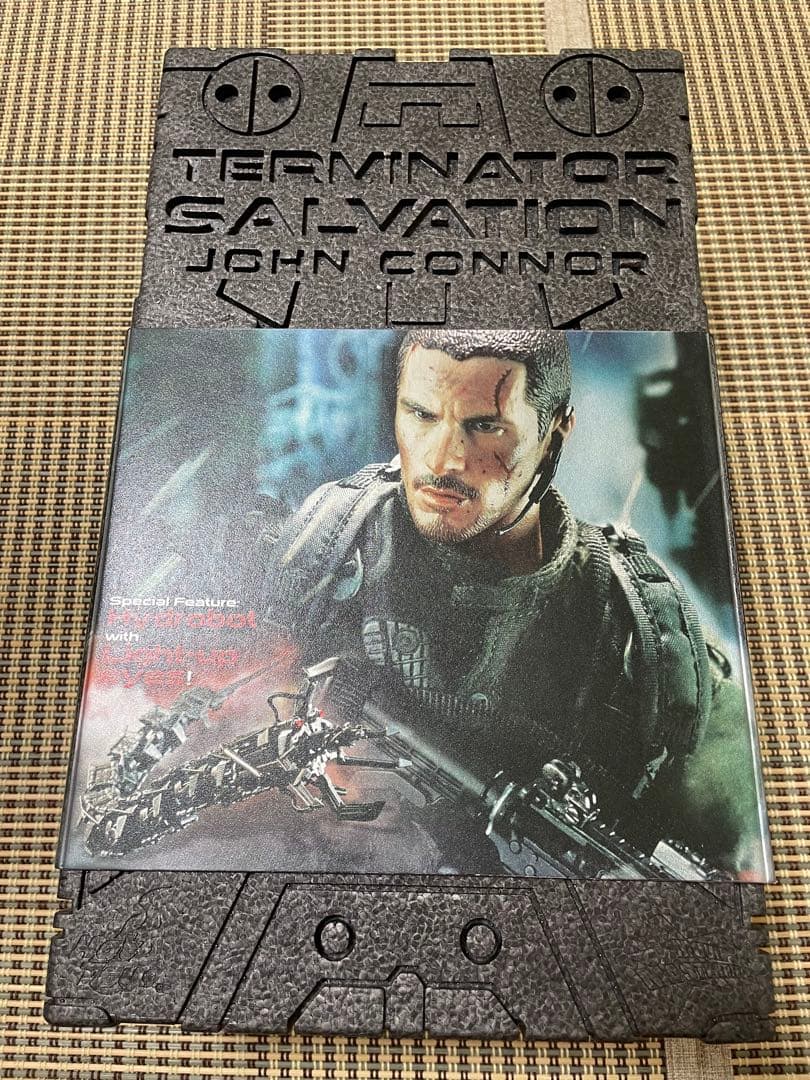 TERMINATOR
SALVATION
JOHN CONNOR
Special Feature
Hydrobot
with
Light-up
eyes!